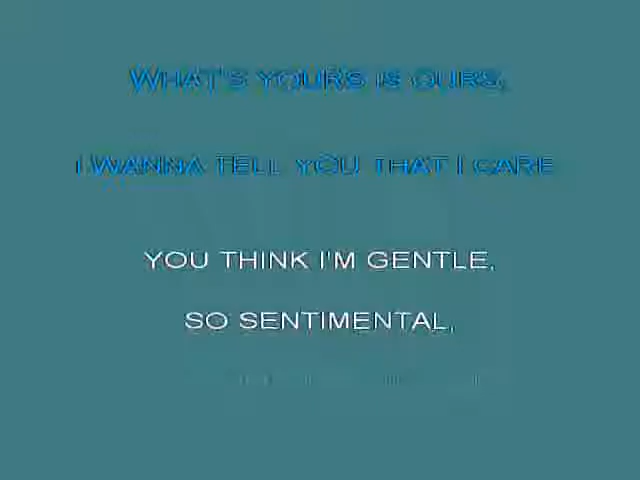 WHAT'S YOURS IS OURS,
I WANNA TELL YOU THAT I CARE
YOU THINK I'M GENTLE,
SO SENTIMENTAL,